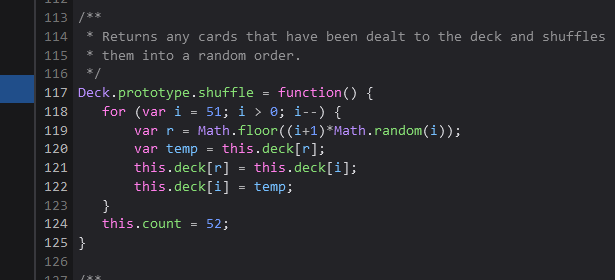 112
113 /**
114  * Returns any cards that have been dealt to the deck and shuffles
115  * them into a random order.
116  */
117 Deck.prototype.shuffle = function() {
118    for (var i = 51; i > 0; i--) {
119        var r = Math.floor((i+1)*Math.random(i));
120        var temp = this.deck[r];
121        this.deck[r] = this.deck[i];
122        this.deck[i] = temp;
123    }
124    this.count = 52;
125 }
126
127 /**